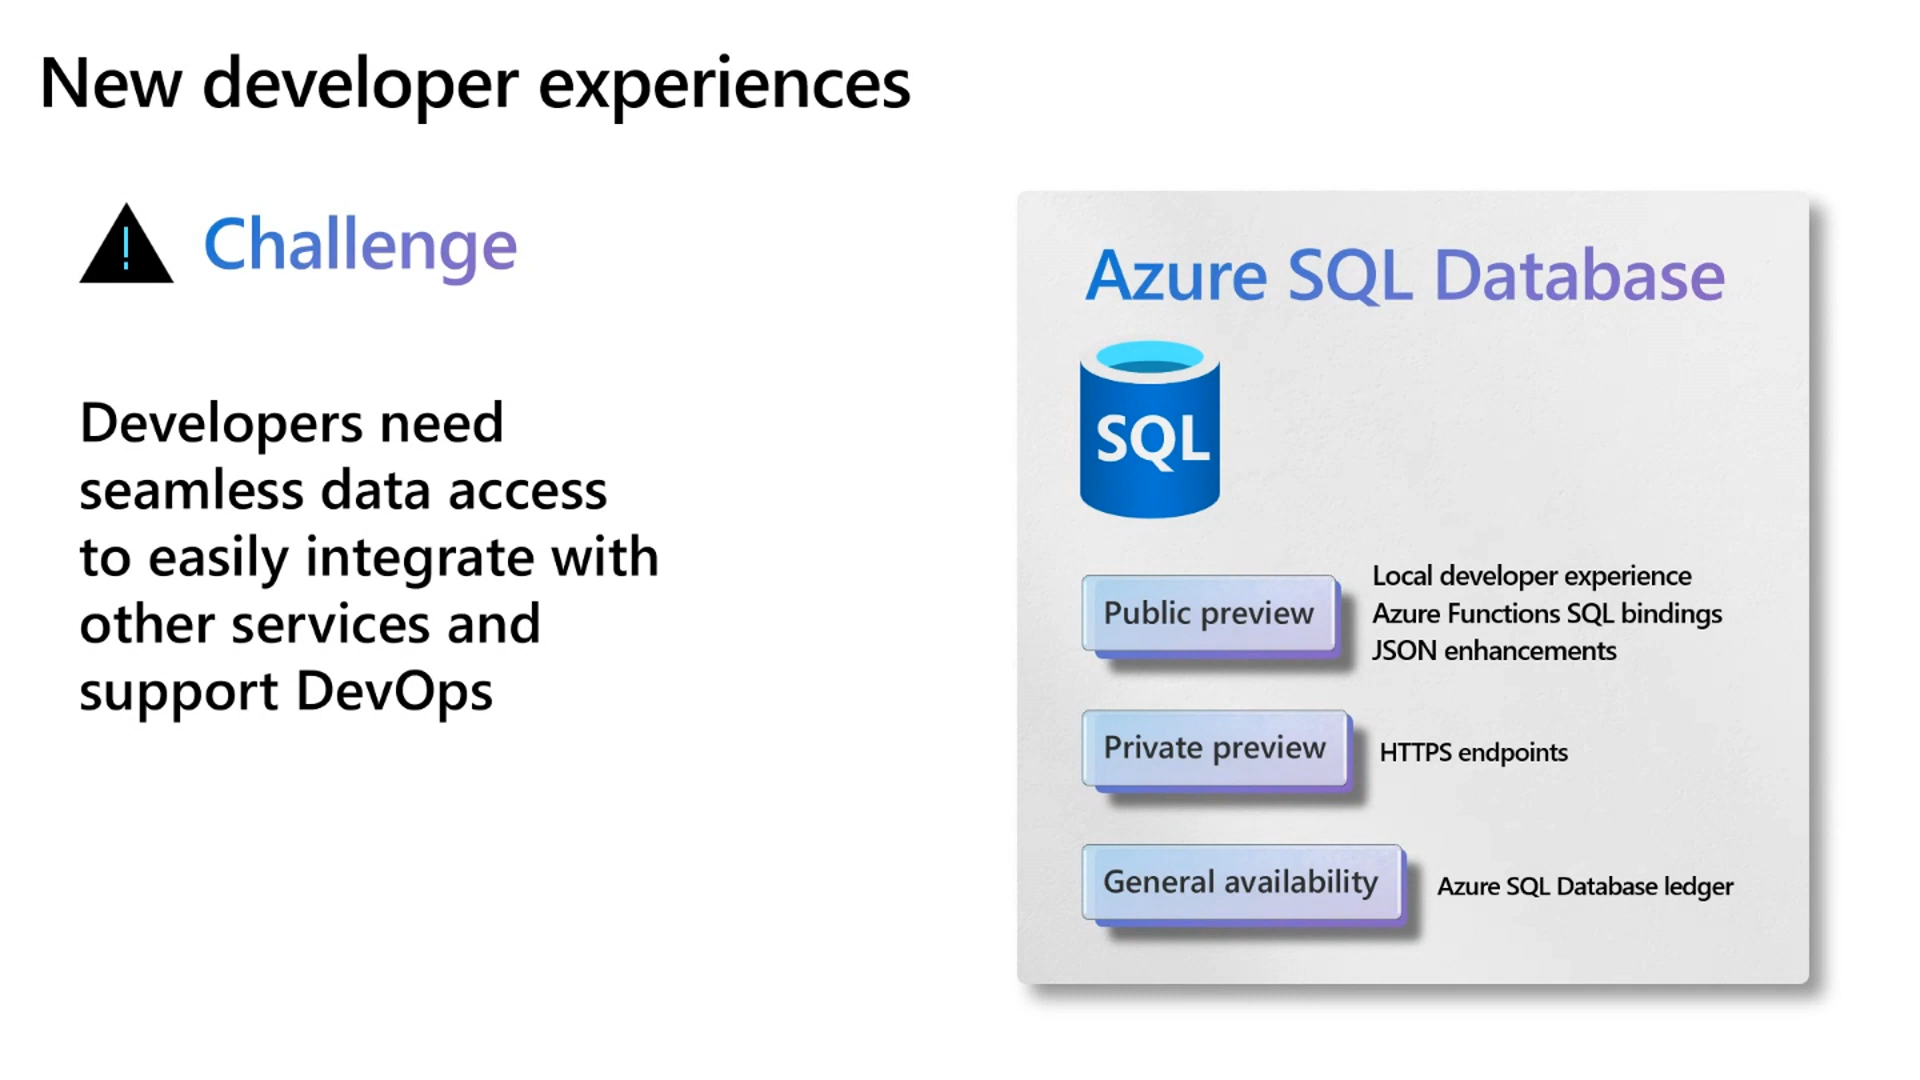 New developer experiences
Challenge
Developers need
seamless data access
to easily integrate with
other services and
support DevOps
Azure SQL Database
SQL
Public preview
Local developer experience
Azure Functions SQL bindings
JSON enhancements
Private preview
HTTPS endpoints
General availability
Azure SQL Database ledger